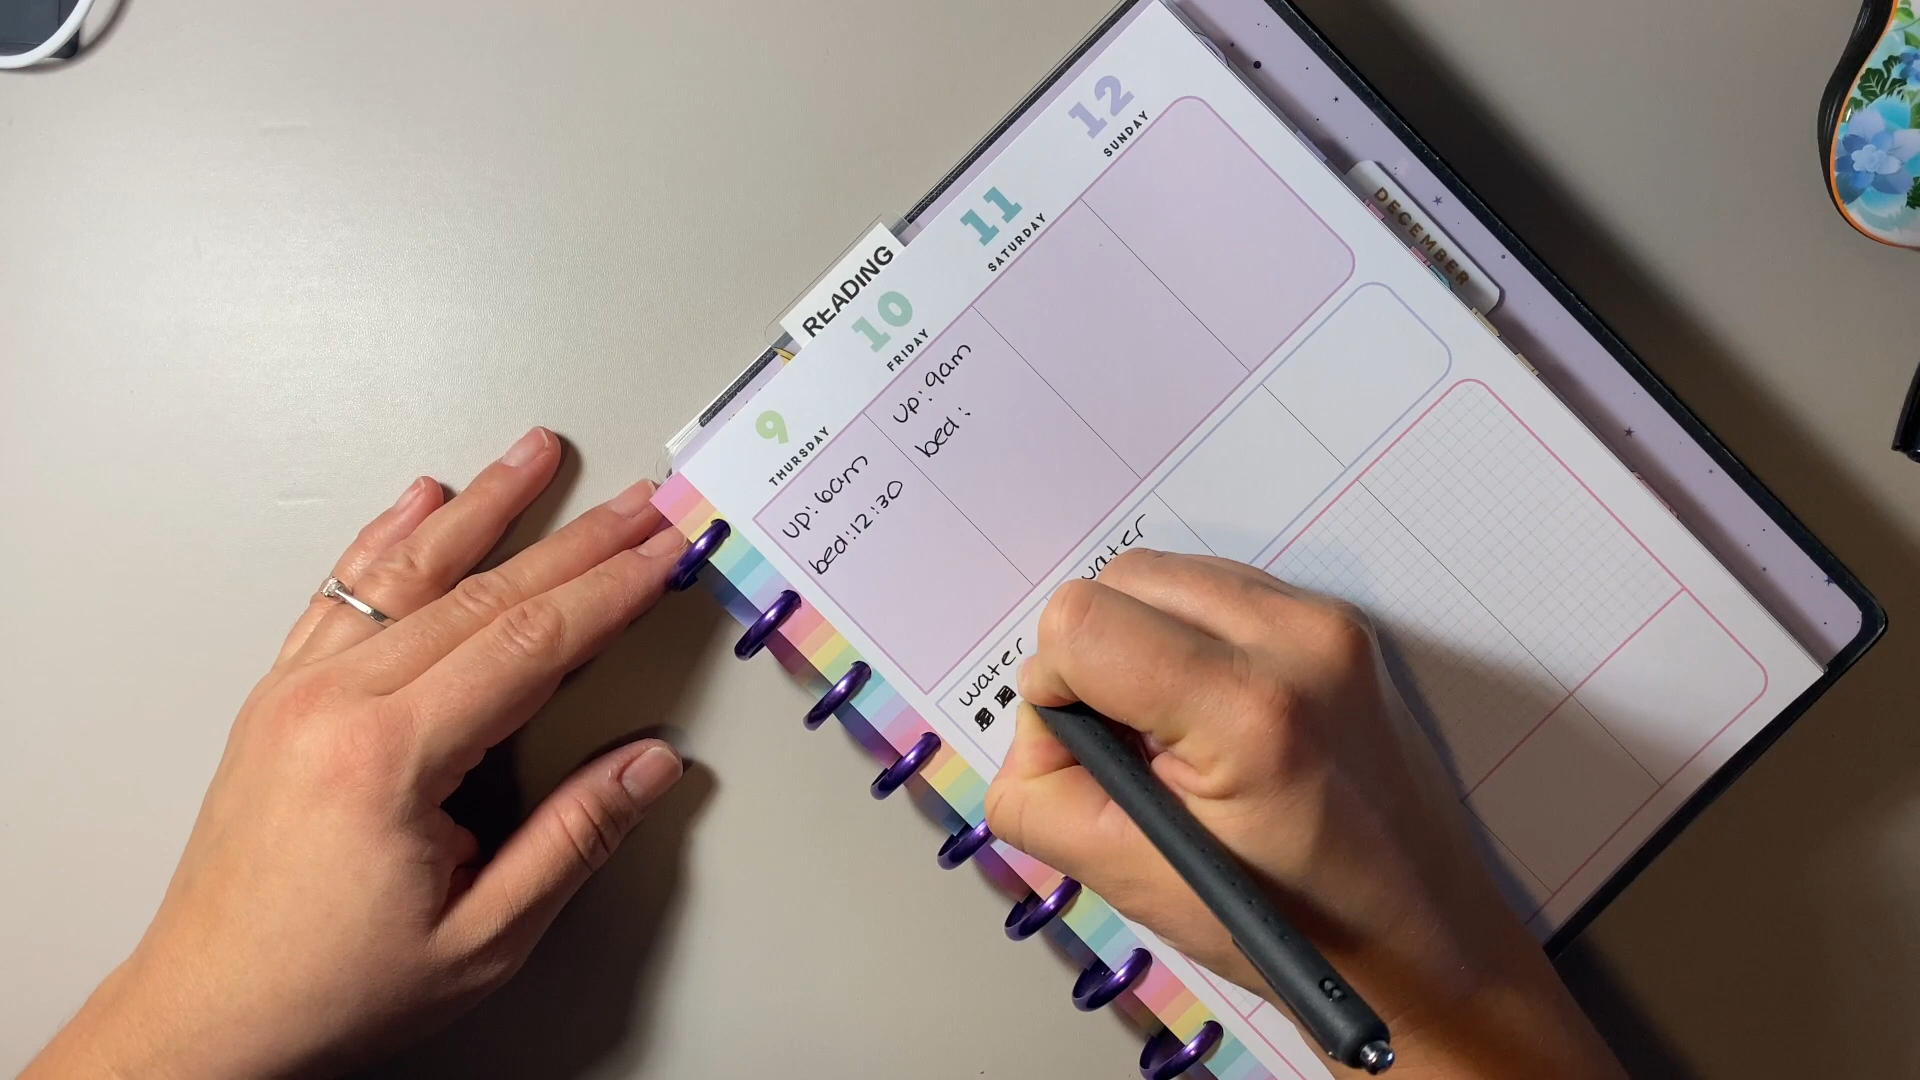 READING
DECEMBER
9
THURSDAY
up: 6am
bed: 12:30
water
10
FRIDAY
up: 9am
bed:
water
11
SATURDAY
12
SUNDAY